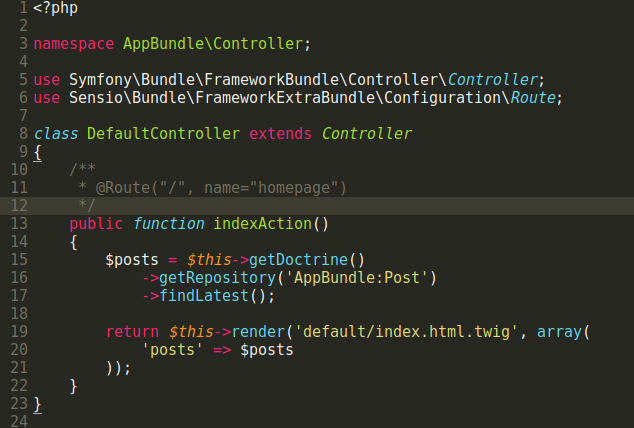 1 <?php
2
3 namespace AppBundle\Controller;
4
5 use Symfony\Bundle\FrameworkBundle\Controller\Controller;
6 use Sensio\Bundle\FrameworkExtraBundle\Configuration\Route;
7
8 class DefaultController extends Controller
9 {
10     /**
11      * @Route("/", name="homepage")
12      */
13     public function indexAction()
14     {
15         $posts = $this->getDoctrine()
16             ->getRepository('AppBundle:Post')
17             ->findLatest();
18
19         return $this->render('default/index.html.twig', array(
20             'posts' => $posts
21         ));
22     }
23 }
24